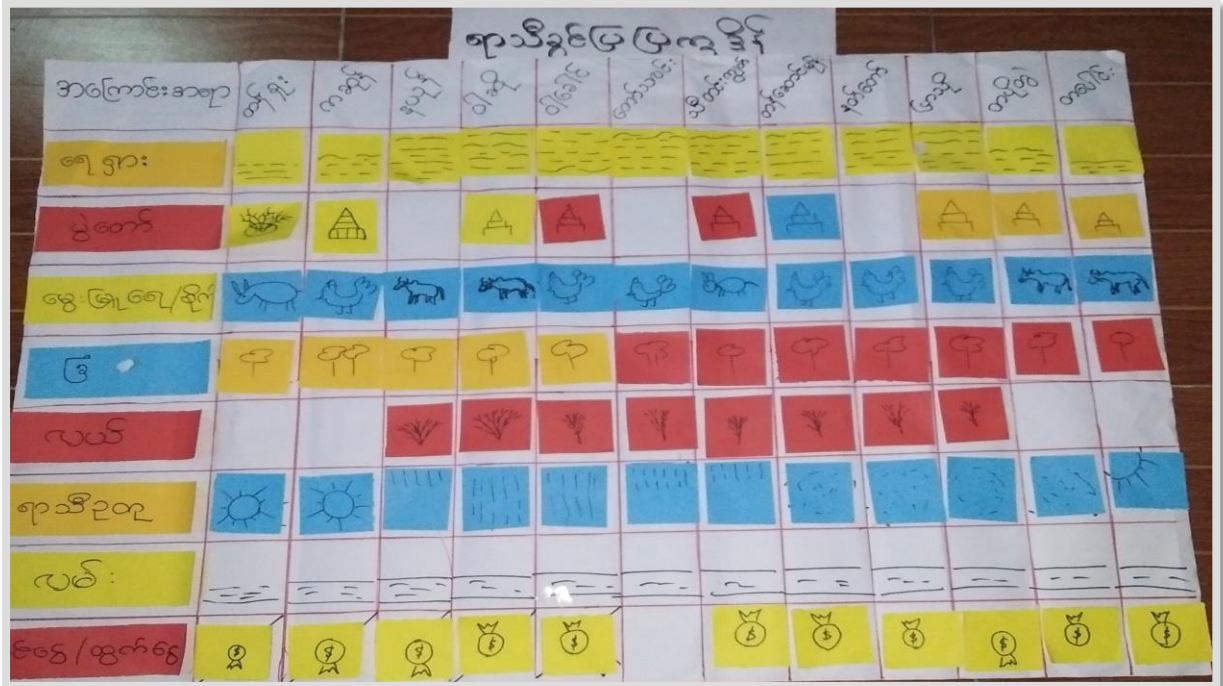 ရာသီခွင်ပြပြက္ခဒိန်
အကြောင်းအရာ တန်ခူး ကဆုန် နယုန် ဝါဆို ဝါခေါင် တော်သလင်း သီတင်းကျွတ် တန်ဆောင်မုန်း နတ်တော် ပြာသို တပို့တွဲ တပေါင်း
ရေရှား
ပွဲတော်
မွေးမြူရေး/စိုက်
ခြံ
လယ်
$ $ $ $ $ $ $ $ $ $ $
ရာသီဥတု
လမ်း
င်ငွေ/ထွက်ငွေ